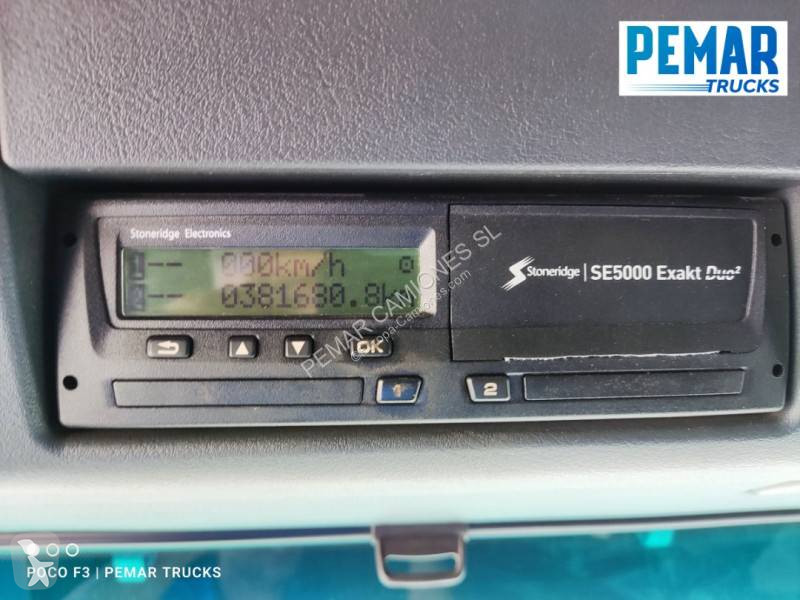 PEMAR
TRUCKS
Stoneridge Electronics
1-- 000km/h
2-- 0381630.8k
Stoneridge | SE5000 Exakt Duo²
OK
1
2
PEMAR CAMIONES SL
POCO F3 | PEMAR TRUCKS